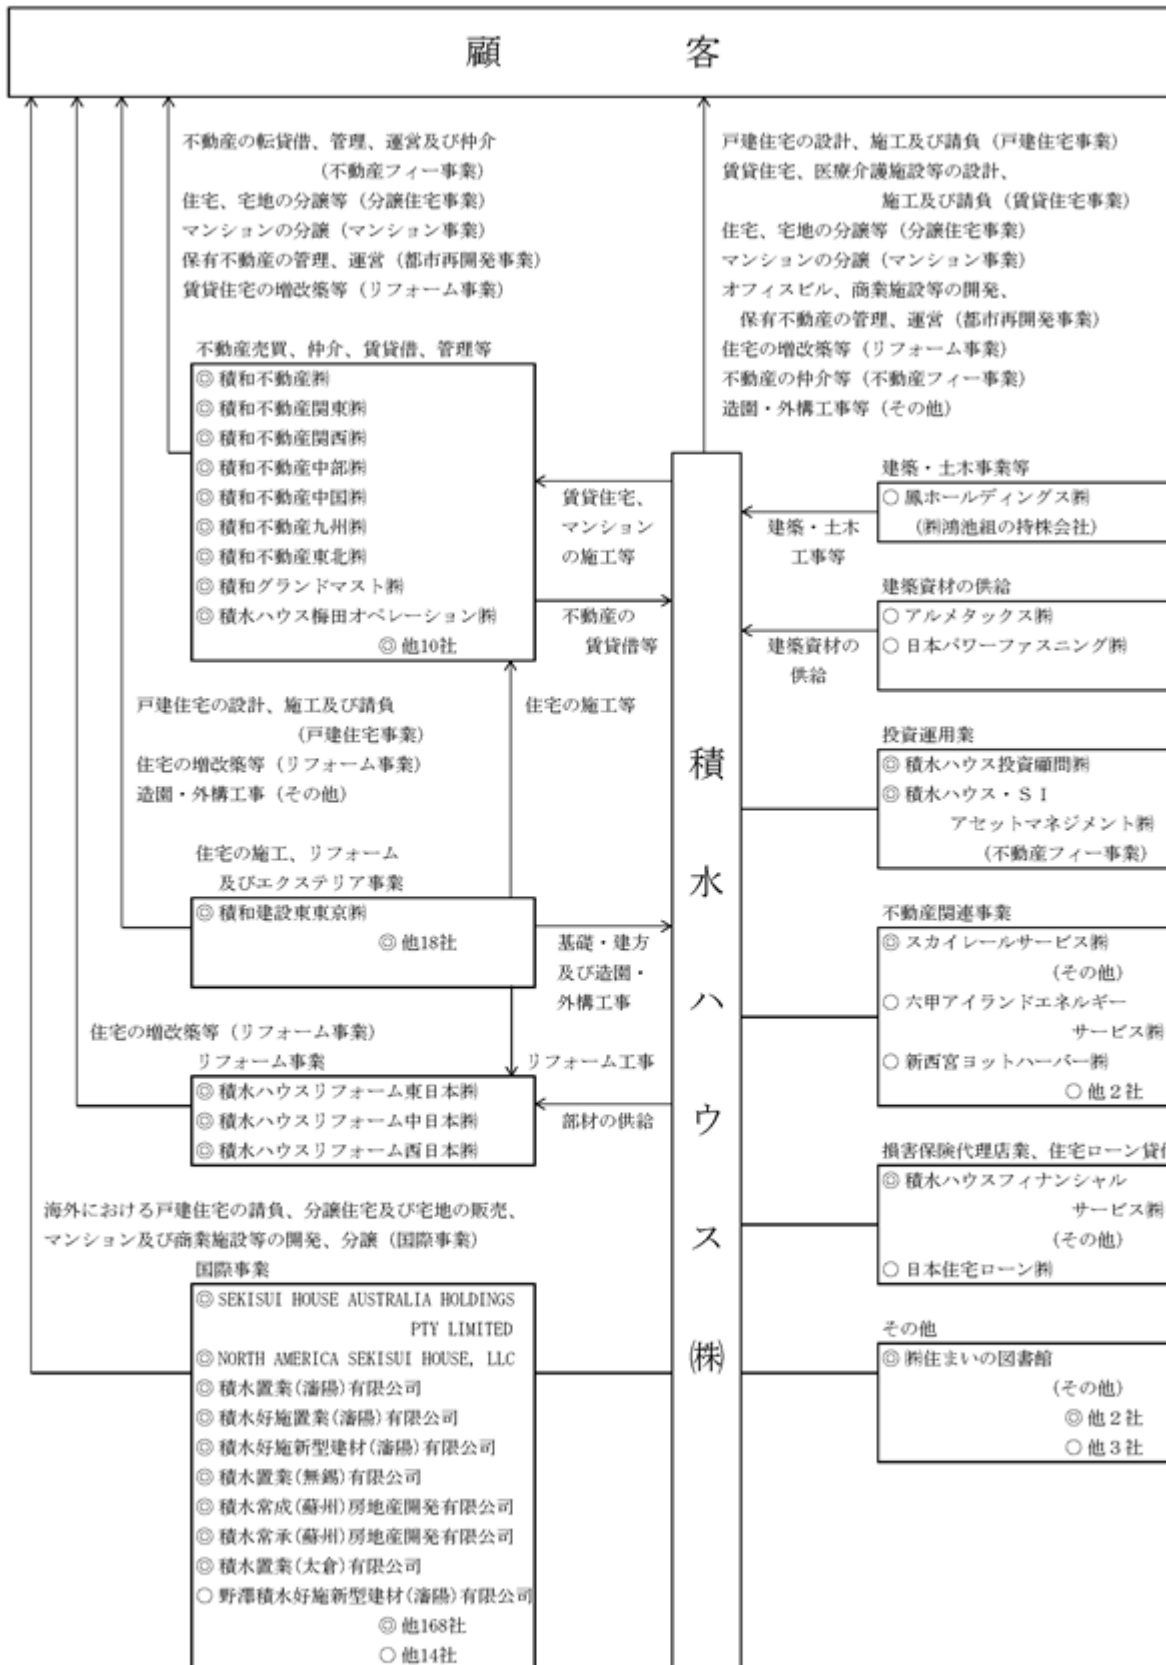 顧客
不動産の転貸借、管理、運営及び仲介
(不動産フィー事業)
住宅、宅地の分譲等 (分譲住宅事業)
マンションの分譲 (マンション事業)
保有不動産の管理、運営 (都市再開発事業)
賃貸住宅の増改築等 (リフォーム事業)
戸建住宅の設計、施工及び請負 (戸建住宅事業)
賃貸住宅、医療介護施設等の設計、
施工及び請負 (賃貸住宅事業)
住宅、宅地の分譲等 (分譲住宅事業)
マンションの分譲 (マンション事業)
オフィスビル、商業施設等の開発、
保有不動産の管理、運営 (都市再開発事業)
住宅の増改築等 (リフォーム事業)
不動産の仲介等 (不動産フィー事業)
造園・外構工事等 (その他)
不動産売買、仲介、賃貸借、管理等
◎ 積和不動産㈱
◎ 積和不動産関東㈱
◎ 積和不動産関西㈱
◎ 積和不動産中部㈱
◎ 積和不動産中国㈱
◎ 積和不動産九州㈱
◎ 積和不動産東北㈱
◎ 積和グランドマスト㈱
◎ 積水ハウス梅田オペレーション㈱
◎ 他10社
賃貸住宅、
マンション
の施工等
不動産の
賃貸借等
住宅の施工等
戸建住宅の設計、施工及び請負
(戸建住宅事業)
住宅の増改築等 (リフォーム事業)
造園・外構工事 (その他)
住宅の施工、リフォーム
及びエクステリア事業
◎ 積和建設東東京㈱
◎ 他18社
基礎・建方
及び造園・
外構工事
住宅の増改築等 (リフォーム事業)
リフォーム事業
リフォーム工事
◎ 積水ハウスリフォーム東日本㈱
◎ 積水ハウスリフォーム中日本㈱
◎ 積水ハウスリフォーム西日本㈱
部材の供給
海外における戸建住宅の請負、分譲住宅及び宅地の販売、
マンション及び商業施設等の開発、分譲 (国際事業)
国際事業
◎ SEKISUI HOUSE AUSTRALIA HOLDINGS
PTY LIMITED
◎ NORTH AMERICA SEKISUI HOUSE, LLC
◎ 積水置業(瀋陽)有限公司
◎ 積水好施置業(瀋陽)有限公司
◎ 積水好施新型建材(瀋陽)有限公司
◎ 積水置業(無錫)有限公司
◎ 積水常成(蘇州)房地産開発有限公司
◎ 積水常承(蘇州)房地産開発有限公司
◎ 積水置業(太倉)有限公司
○ 野澤積水好施新型建材(瀋陽)有限公司
◎ 他168社
○ 他14社
積水ハウス㈱
建築・土木事業等
○ 鳳ホールディングス㈱
(㈱鴻池組の持株会社)
建築・土木
工事等
建築資材の供給
○ アルメタックス㈱
○ 日本パワーファスニング㈱
建築資材の
供給
投資運用業
◎ 積水ハウス投資顧問㈱
◎ 積水ハウス・ＳＩ
アセットマネジメント㈱
(不動産フィー事業)
不動産関連事業
◎ スカイレールサービス㈱
(その他)
○ 六甲アイランドエネルギー
サービス㈱
○ 新西宮ヨットハーバー㈱
○ 他２社
損害保険代理店業、住宅ローン貸
◎ 積水ハウスフィナンシャル
サービス㈱
(その他)
○ 日本住宅ローン㈱
その他
◎ ㈱住まいの図書館
(その他)
◎ 他２社
○ 他３社